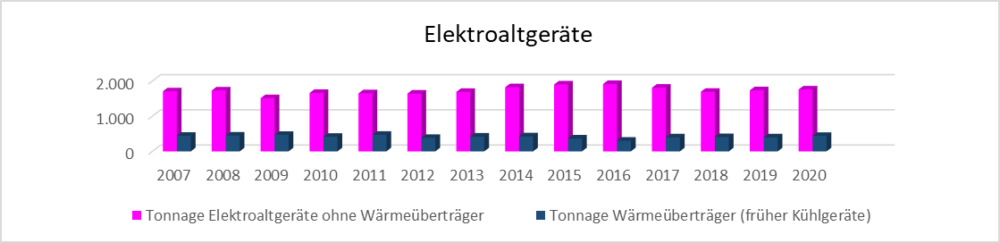 Elektroaltgeräte
2.000
1.000
0
2007 2008 2009 2010 2011 2012 2013 2014 2015 2016 2017 2018 2019 2020
Tonnage Elektroaltgeräte ohne Wärmeüberträger Tonnage Wärmeüberträger (früher Kühlgeräte)